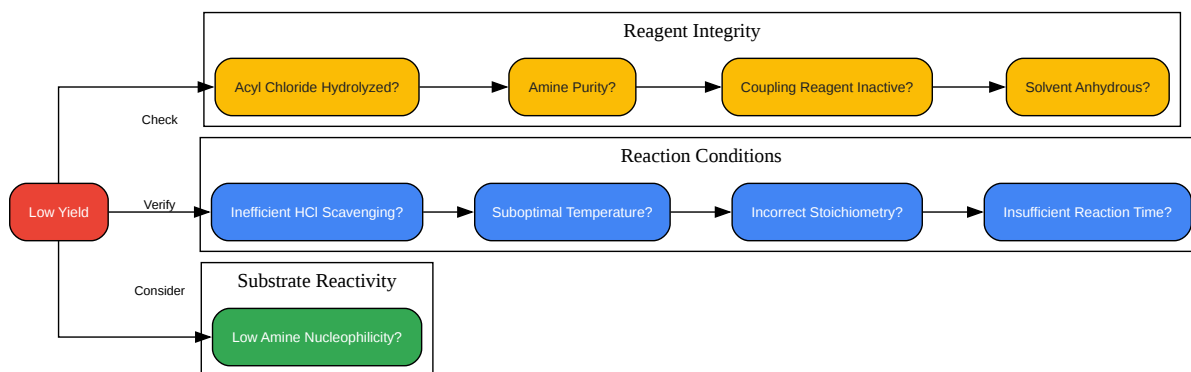 Reagent Integrity
Acyl Chloride Hydrolyzed?
Amine Purity?
Coupling Reagent Inactive?
Solvent Anhydrous?
Check
Reaction Conditions
Low Yield
Verify
Inefficient HCl Scavenging?
Suboptimal Temperature?
Incorrect Stoichiometry?
Insufficient Reaction Time?
Substrate Reactivity
Consider
Low Amine Nucleophilicity?